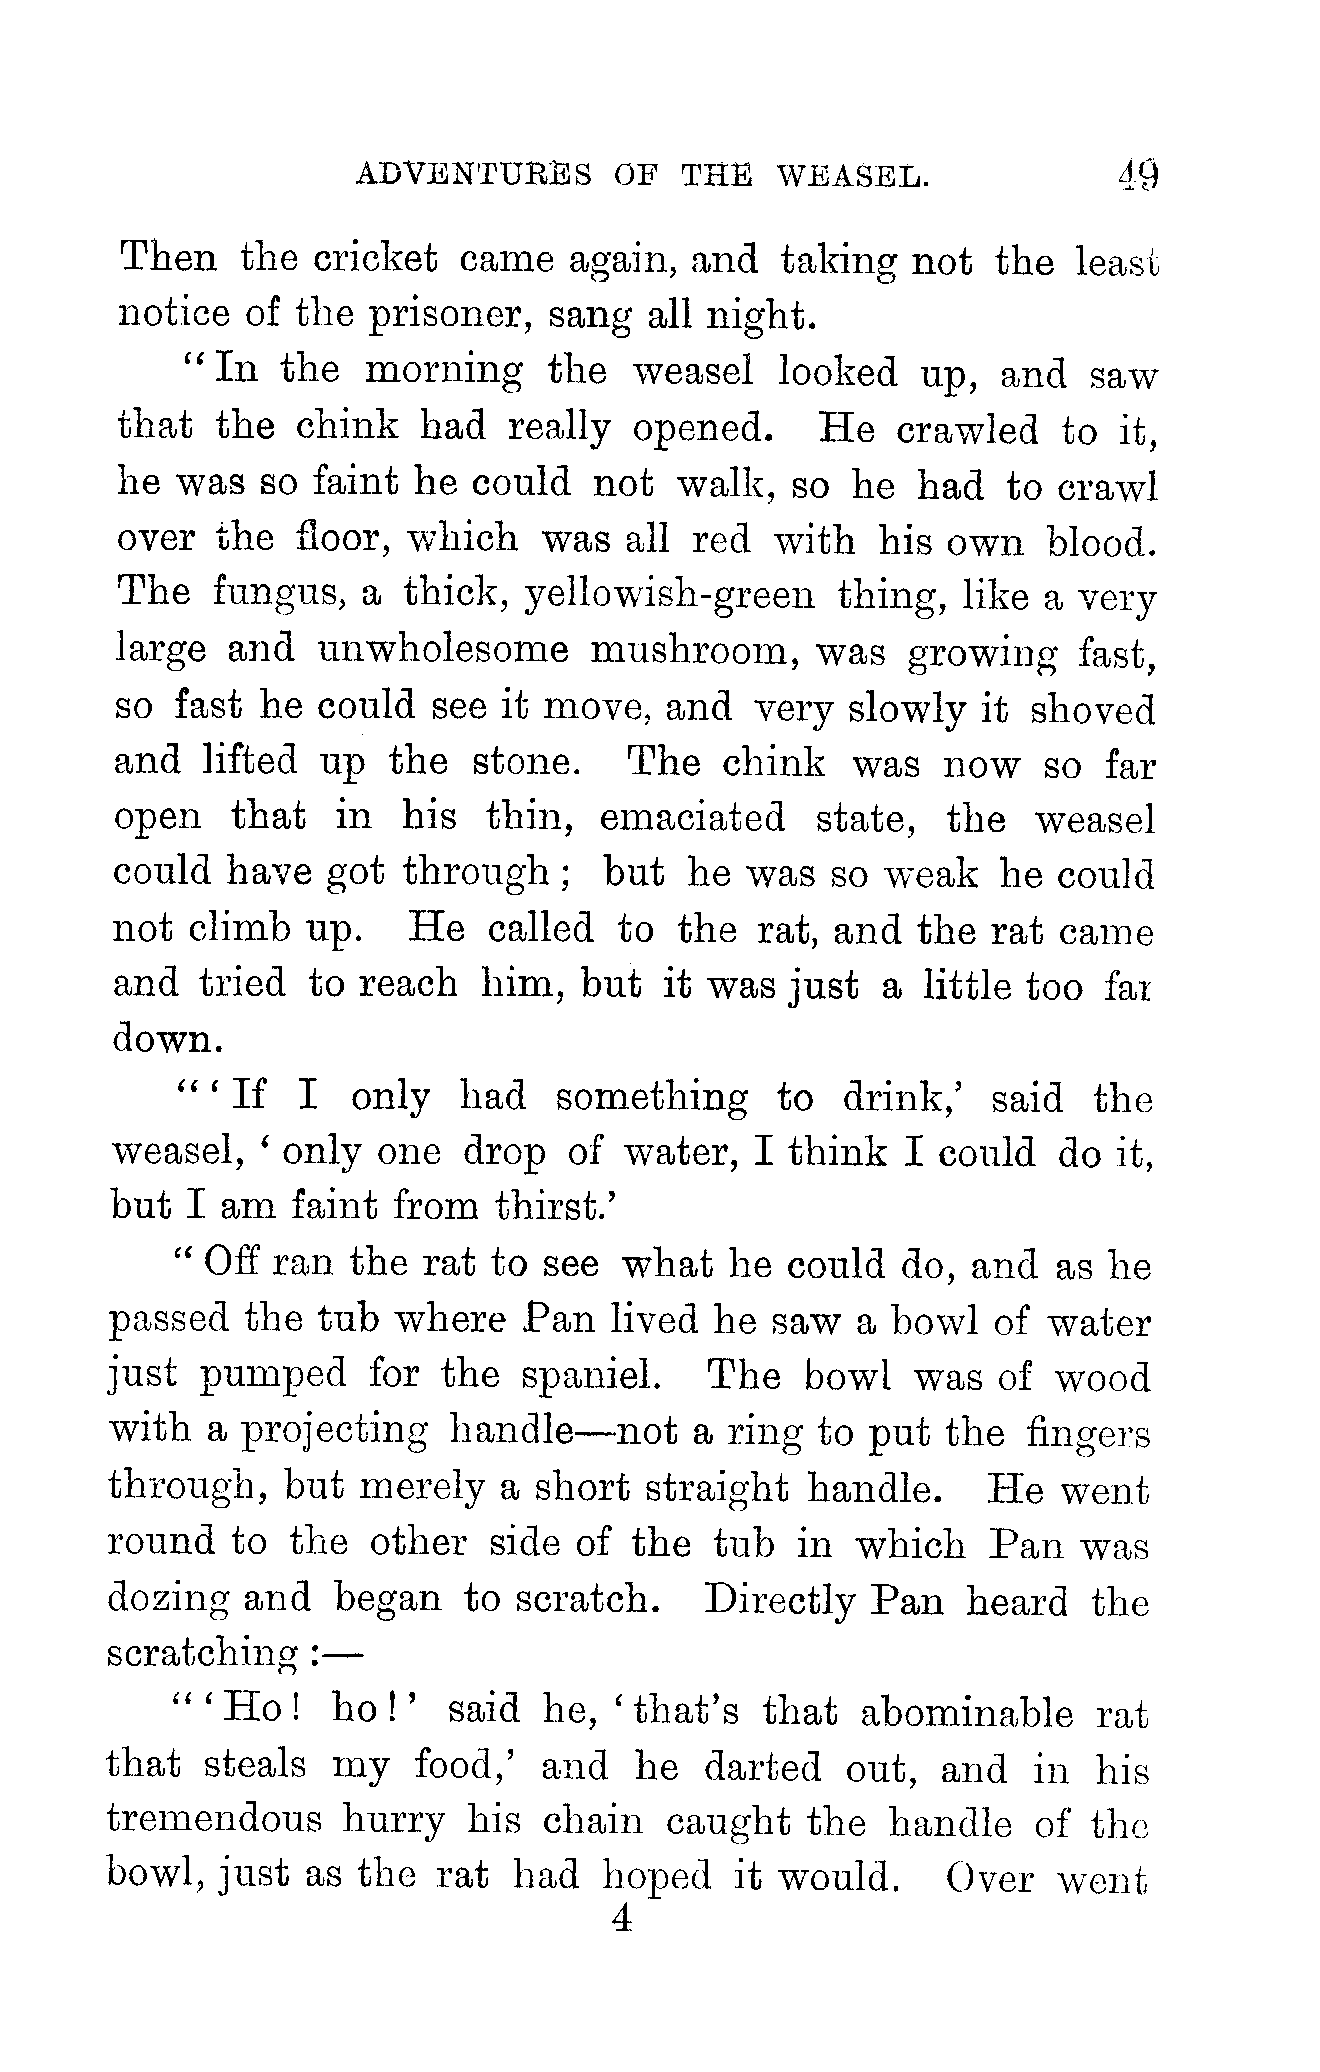 ADVENTURES OF THE WEASEL. 49
Then the cricket came again, and taking not the least
notice of the prisoner, sang all night.
“In the morning the weasel looked up, and saw
that the chink had really opened. He crawled to it,
he was so faint he could not walk, so he had to crawl
over the floor, which was all red with his own blood.
The fungus, a thick, yellowish-green thing, like a very
large and unwholesome mushroom, was growing fast,
so fast he could see it move, and very slowly it shoved
and lifted up the stone. The chink was now so far
open that in his thin, emaciated state, the weasel
could have got through; but he was so weak he could
not climb up. He called to the rat, and the rat came
and tried to reach him, but it was just a little too far
down.
“‘If I only had something to drink,’ said the
weasel, ‘only one drop of water, I think I could do it,
but I am faint from thirst.’
“Off ran the rat to see what he could do, and as he
passed the tub where Pan lived he saw a bowl of water
just pumped for the spaniel. The bowl was of wood
with a projecting handle—not a ring to put the fingers
through, but merely a short straight handle. He went
round to the other side of the tub in which Pan was
dozing and began to scratch. Directly Pan heard the
scratching:—
“‘Ho! ho!’ said he, ‘that’s that abominable rat
that steals my food,’ and he darted out, and in his
tremendous hurry his chain caught the handle of the
bowl, just as the rat had hoped it would. Over went
4